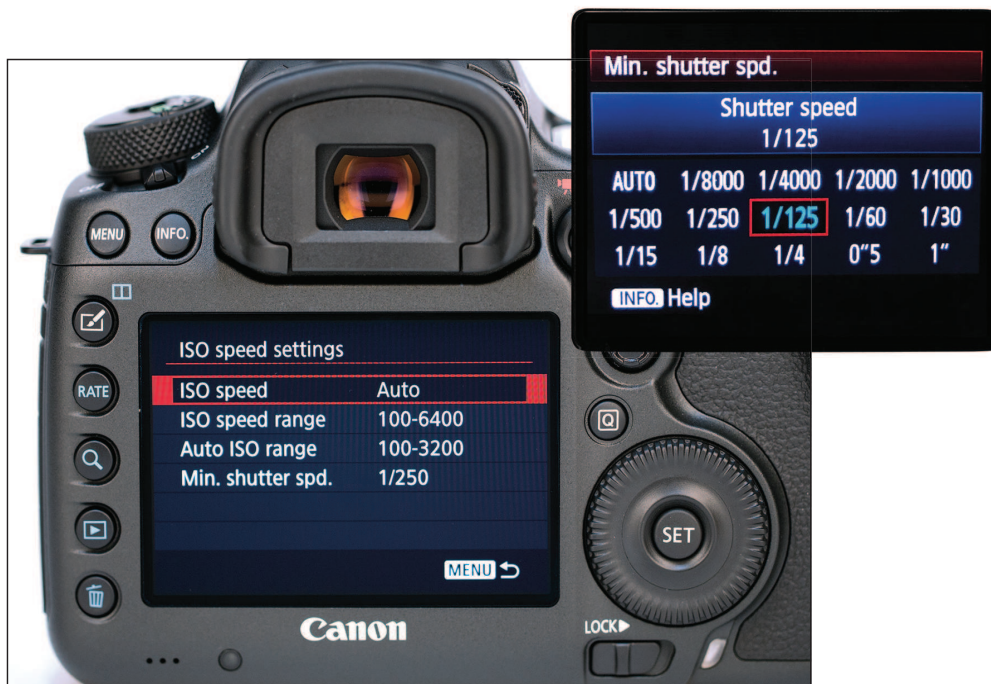 Min. shutter spd.
Shutter speed
1/125
AUTO 1/8000 1/4000 1/2000 1/1000
1/500 1/250 1/125 1/60 1/30
1/15 1/8 1/4 0"5 1"
INFO. Help
OFF ON
MENU INFO.
RATE
ISO speed settings
ISO speed Auto
ISO speed range 100-6400
Auto ISO range 100-3200
Min. shutter spd. 1/250
MENU
Q
SET
Canon
LOCK